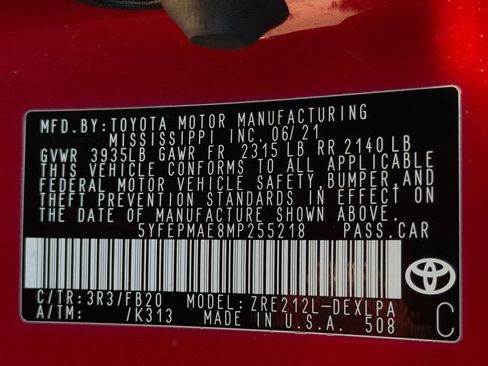 MFD.BY:TOYOTA MOTOR MANUFACTURING
MISSISSIPPI INC. 06/21
GVWR 3935LB GAWR FR 2315 LB RR 2140 LB
THIS VEHICLE CONFORMS TO ALL APPLICABLE
FEDERAL MOTOR VEHICLE SAFETY, BUMPER, AND
THEFT PREVENTION STANDARDS IN EFFECT ON
THE DATE OF MANUFACTURE SHOWN ABOVE.
5YFEPMAE8MP255218 PASS.CAR
C/TR: 3R3/FB20 MODEL: ZRE212L-DEXLPA
A/TM: /K313 MADE IN U.S.A. 508 C